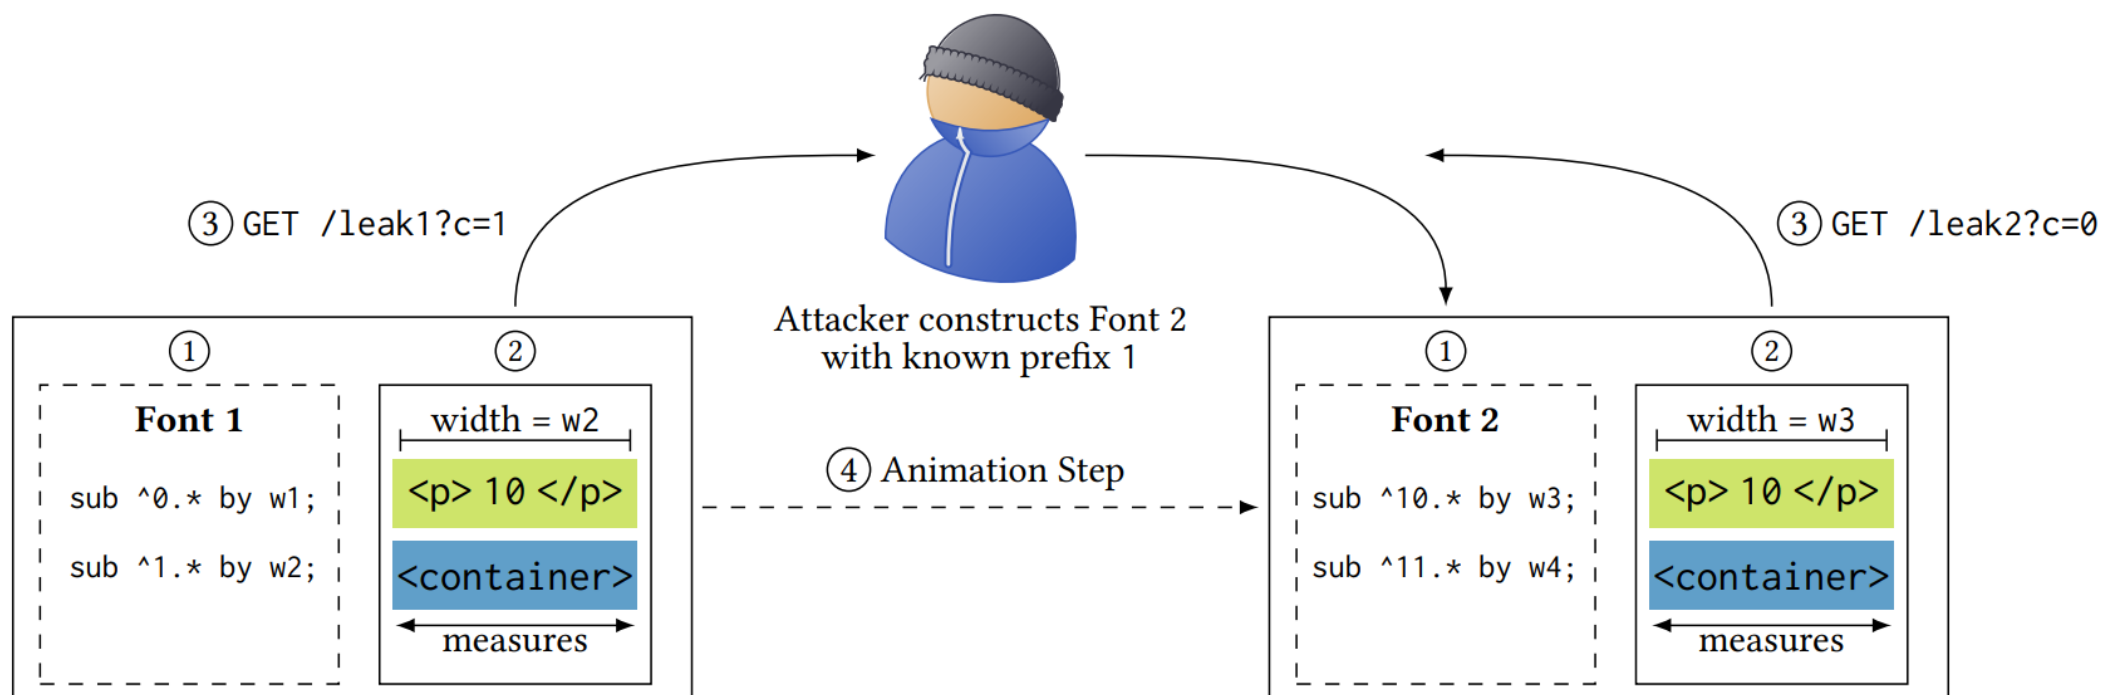 ③ GET /leak1?c=1
③ GET /leak2?c=0
Attacker constructs Font 2
with known prefix 1
①
②
Font 1
sub ^0.* by w1;
sub ^1.* by w2;
width = w2
<p> 10 </p>
<container>
measures
④ Animation Step
①
②
Font 2
sub ^10.* by w3;
sub ^11.* by w4;
width = w3
<p> 10 </p>
<container>
measures